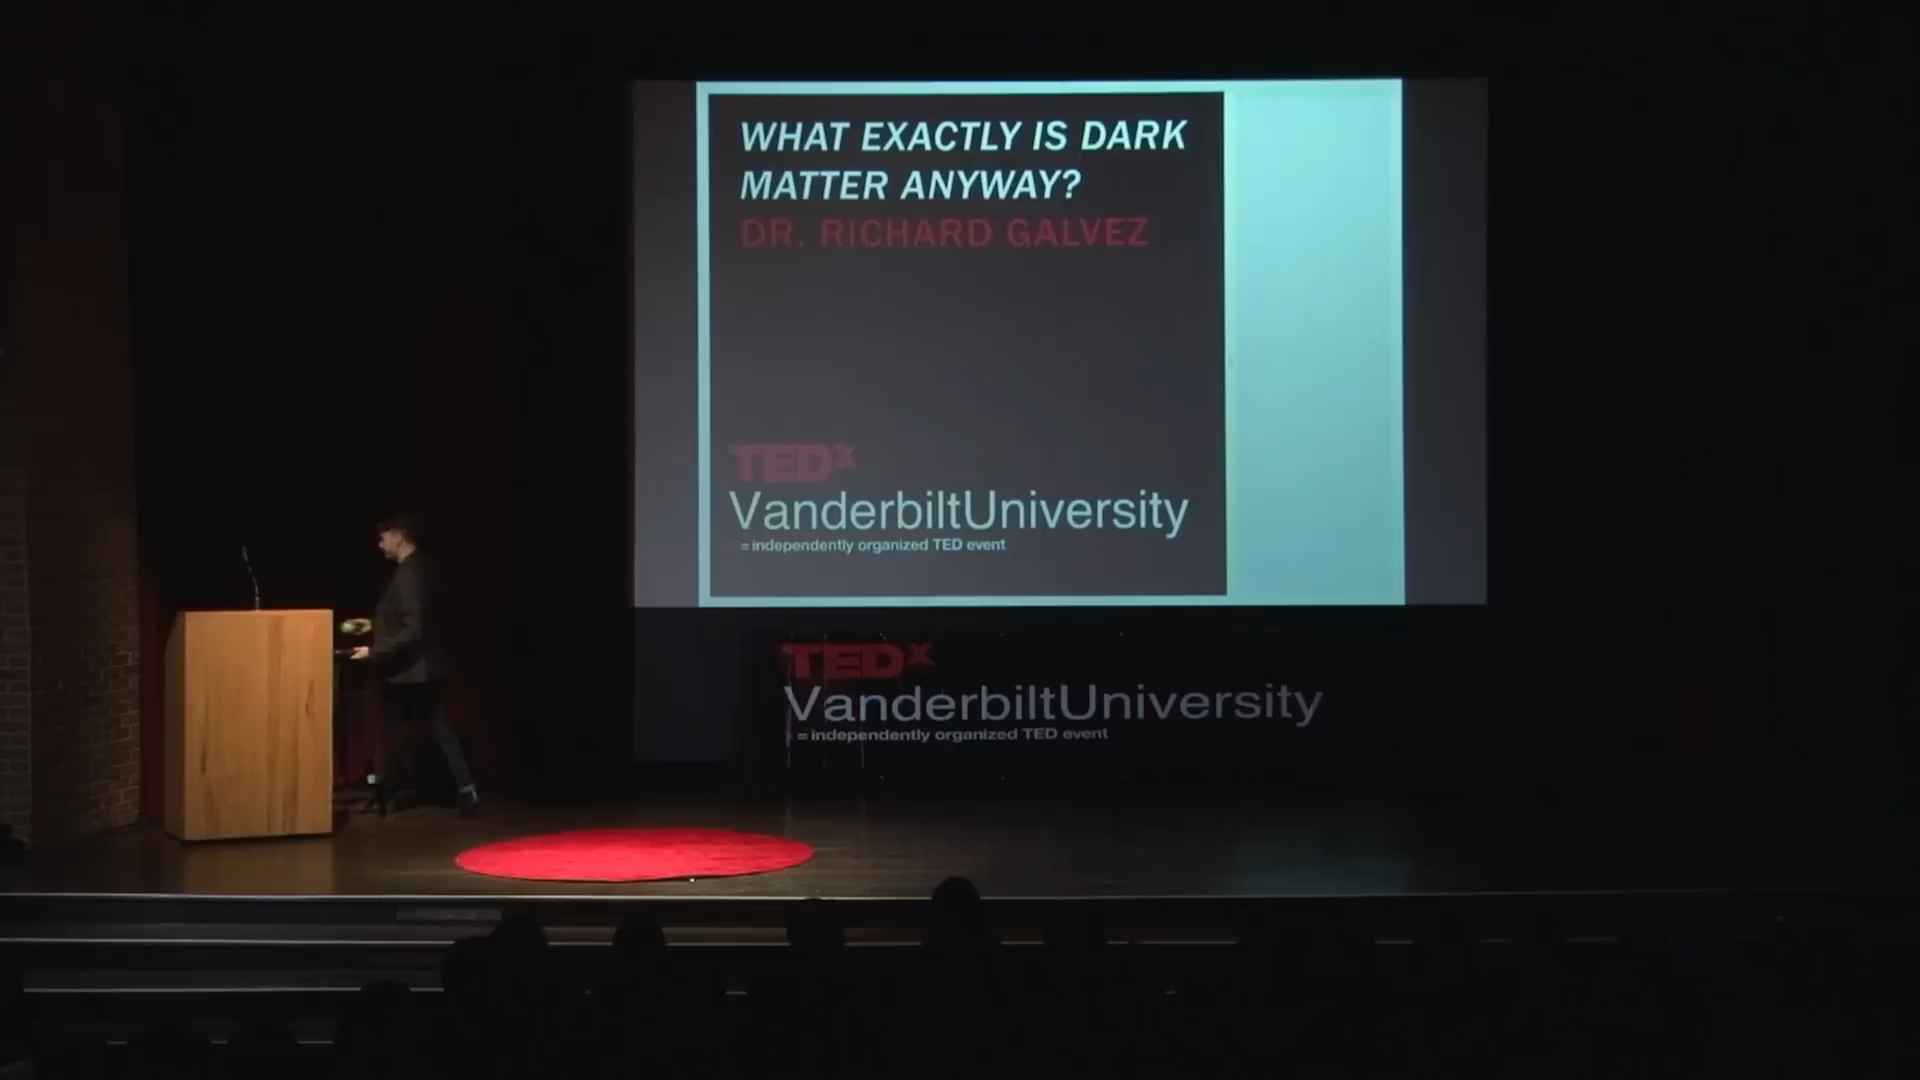 WHAT EXACTLY IS DARK
MATTER ANYWAY?
DR. RICHARD GALVEZ
TEDx
VanderbiltUniversity
= independently organized TED event
TEDx
VanderbiltUniversity
= independently organized TED event